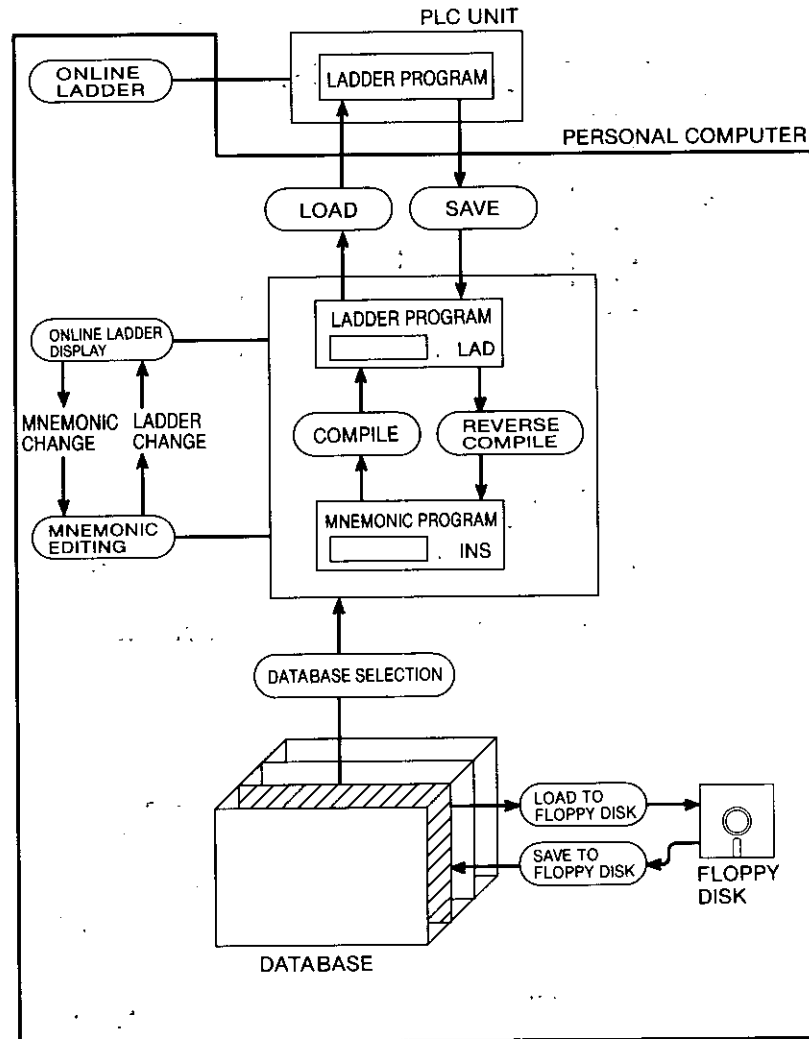 PLC UNIT
ONLINE
LADDER
LADDER PROGRAM
PERSONAL COMPUTER
LOAD
SAVE
LADDER PROGRAM
. LAD
ONLINE LADDER
DISPLAY
MNEMONIC
CHANGE
LADDER
CHANGE
COMPILE
REVERSE
COMPILE
MNEMONIC PROGRAM
. INS
MNEMONIC
EDITING
DATABASE SELECTION
LOAD TO
FLOPPY DISK
SAVE TO
FLOPPY DISK
FLOPPY
DISK
DATABASE